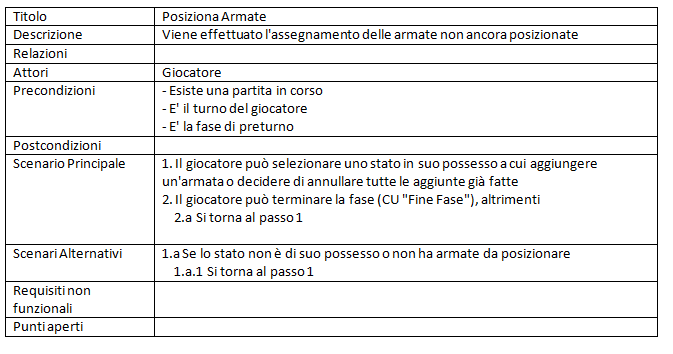 Titolo Posiziona Armate
Descrizione Viene effettuato l'assegnamento delle armate non ancora posizionate
Relazioni
Attori Giocatore
Precondizioni - Esiste una partita in corso
- E' il turno del giocatore
- E' la fase di preturno
Postcondizioni
Scenario Principale 1. Il giocatore può selezionare uno stato in suo possesso a cui aggiungere
un'armata o decidere di annullare tutte le aggiunte già fatte
2. Il giocatore può terminare la fase (CU "Fine Fase"), altrimenti
2.a Si torna al passo 1
Scenari Alternativi 1.a Se lo stato non è di suo possesso o non ha armate da posizionare
1.a.1 Si torna al passo 1
Requisiti non
funzionali
Punti aperti